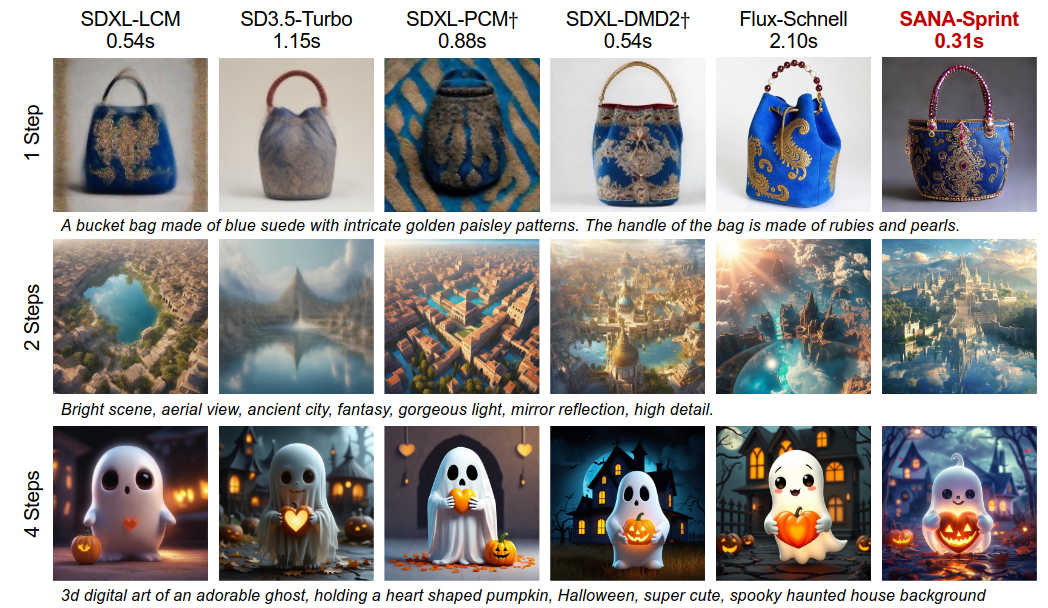 SDXL-LCM SD3.5-Turbo SDXL-PCM† SDXL-DMD2† Flux-Schnell SANA-Sprint
0.54s 1.15s 0.88s 0.54s 2.10s 0.31s
1 Step
A bucket bag made of blue suede with intricate golden paisley patterns. The handle of the bag is made of rubies and pearls.
2 Steps
Bright scene, aerial view, ancient city, fantasy, gorgeous light, mirror reflection, high detail.
4 Steps
3d digital art of an adorable ghost, holding a heart shaped pumpkin, Halloween, super cute, spooky haunted house background